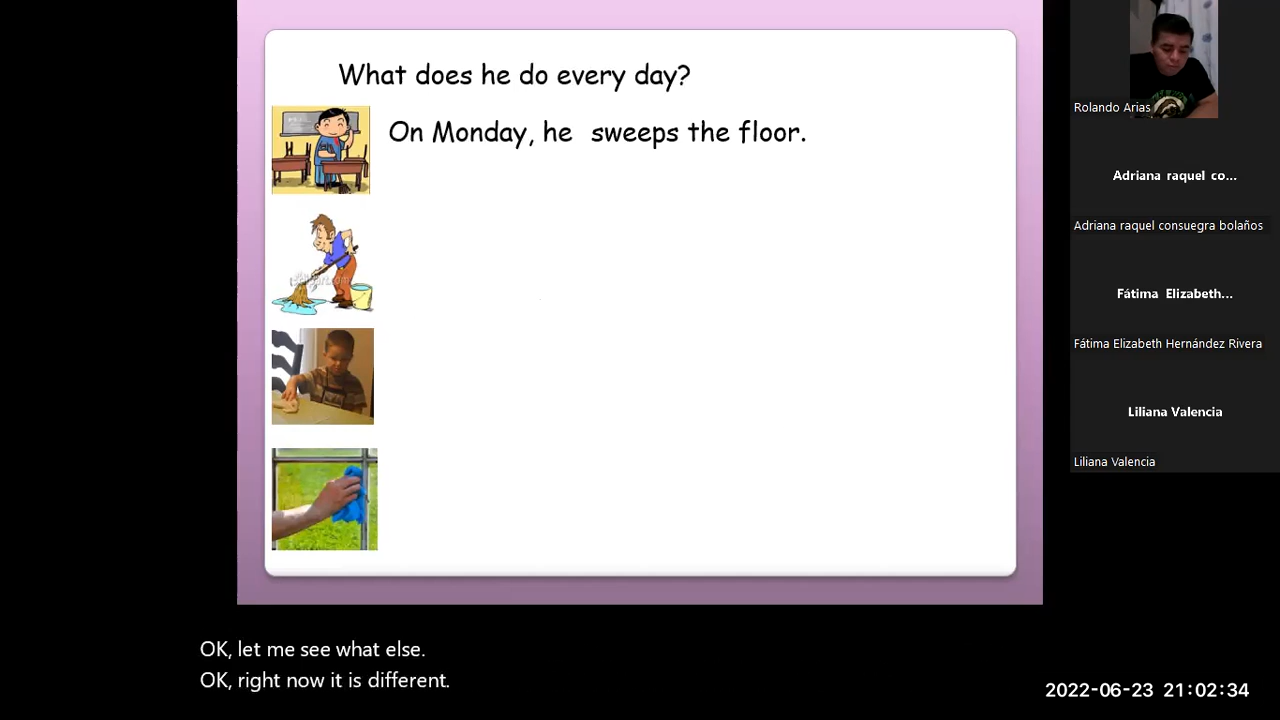 What does he do every day?
On Monday, he sweeps the floor.
Rolando Arias
Adriana raquel co...
Adriana raquel consuegra bolaños
Fátima Elizabeth...
Fátima Elizabeth Hernández Rivera
Liliana Valencia
Liliana Valencia
OK, let me see what else.
OK, right now it is different.
2022-06-23 21:02:34